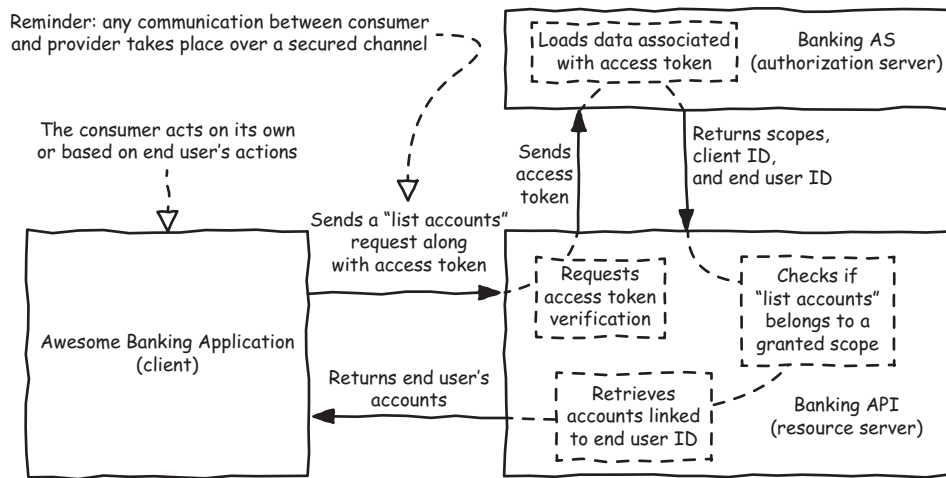 Reminder: any communication between consumer
and provider takes place over a secured channel
Loads data associated
with access token
Banking AS
(authorization server)
The consumer acts on its own
or based on end user's actions
Sends
access
token
Returns scopes,
client ID,
and end user ID
Sends a “list accounts”
request along
with access token
Requests
access token
verification
Checks if
“list accounts”
belongs to a
granted scope
Awesome Banking Application
(client)
Returns end user's
accounts
Retrieves
accounts linked
to end user ID
Banking API
(resource server)